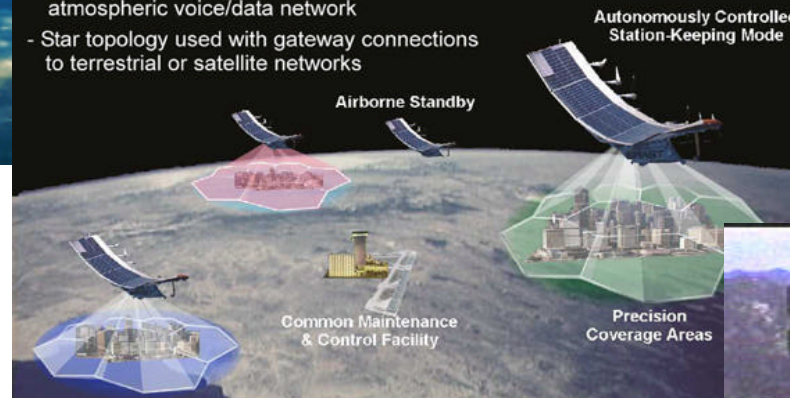 atmospheric voice/data network
- Star topology used with gateway connections
to terrestrial or satellite networks
Autonomously Controlled
Station-Keeping Mode
Airborne Standby
Common Maintenance
& Control Facility
Precision
Coverage Areas